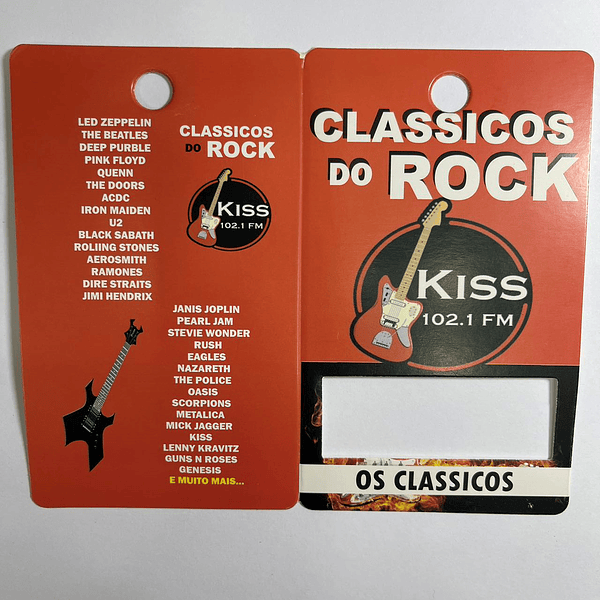 LED ZEPPELIN
THE BEATLES
DEEP PURBLE
PINK FLOYD
QUENN
THE DOORS
ACDC
IRON MAIDEN
U2
BLACK SABATH
ROLIING STONES
AEROSMITH
RAMONES
DIRE STRAITS
JIMI HENDRIX
CLASSICOS
DO ROCK
KISS
102.1 FM
JANIS JOPLIN
PEARL JAM
STEVIE WONDER
RUSH
EAGLES
NAZARETH
THE POLICE
OASIS
SCORPIONS
METALICA
MICK JAGGER
KISS
LENNY KRAVITZ
GUNS N ROSES
GENESIS
E MUITO MAIS...
CLASSICOS
DO ROCK
KISS
102.1 FM
OS CLASSICOS